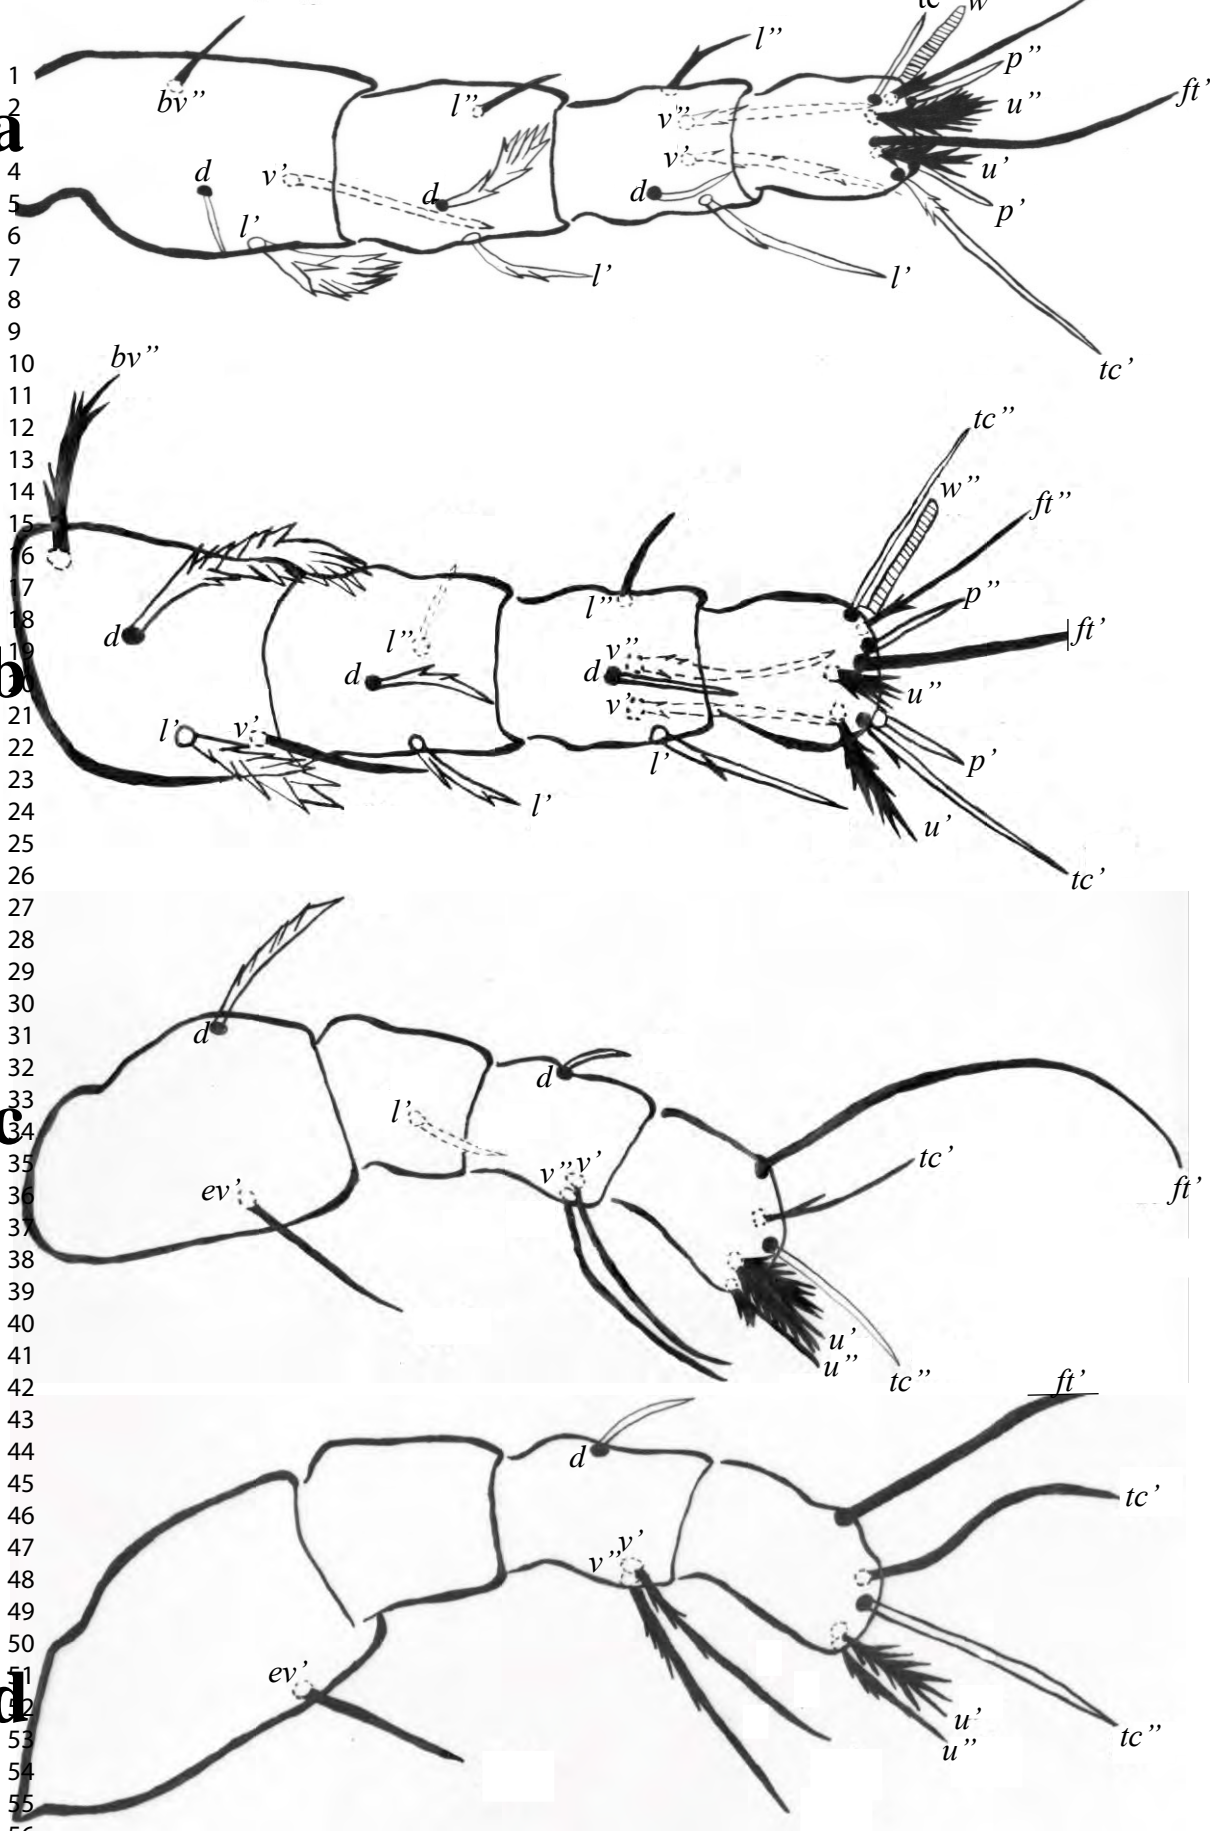 tc” w”
l”
p”
1
bv”
l”
u”
ft’
2
a
v”
v’
u’
4
d
v’
d
d
p’
5
l’
6
7
l’
l’
8
9
10
bv”
tc’
11
12
tc”
13
14
w”
ft”
15
16
17
l”
p”
18
d
l”
v”
ft’
19
b
d
d
u”
20
v’
21
l’
v’
22
l’
p’
23
l’
24
u’
25
26
tc’
27
28
29
30
31
d
32
d
33
c
l’
34
35
v” v’
tc’
36
ev’
ft’
37
38
39
40
u’
41
u”
42
tc”
ft’
43
44
d
45
46
tc’
47
v’
48
v”
49
50
51
ev’
d
52
u’
53
u”
tc”
54
55
56